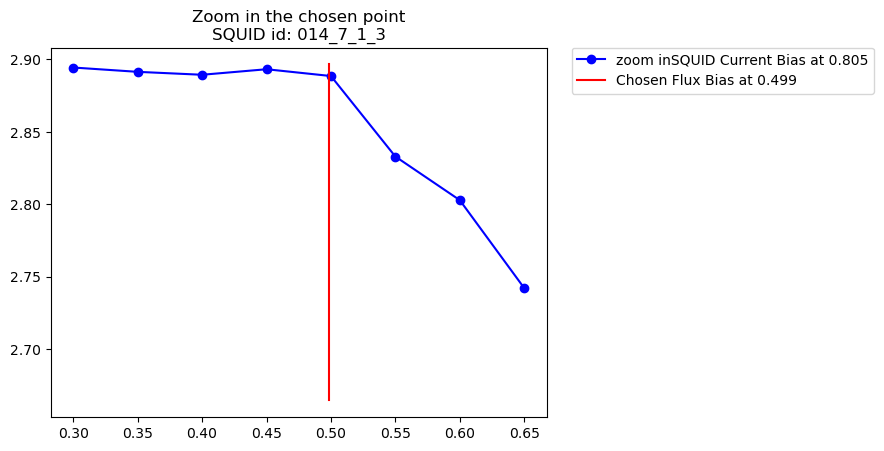 Zoom in the chosen point
SQUID id: 014_7_1_3
zoom inSQUID Current Bias at 0.805
Chosen Flux Bias at 0.499
2.90
2.85
2.80
2.75
2.70
0.30 0.35 0.40 0.45 0.50 0.55 0.60 0.65